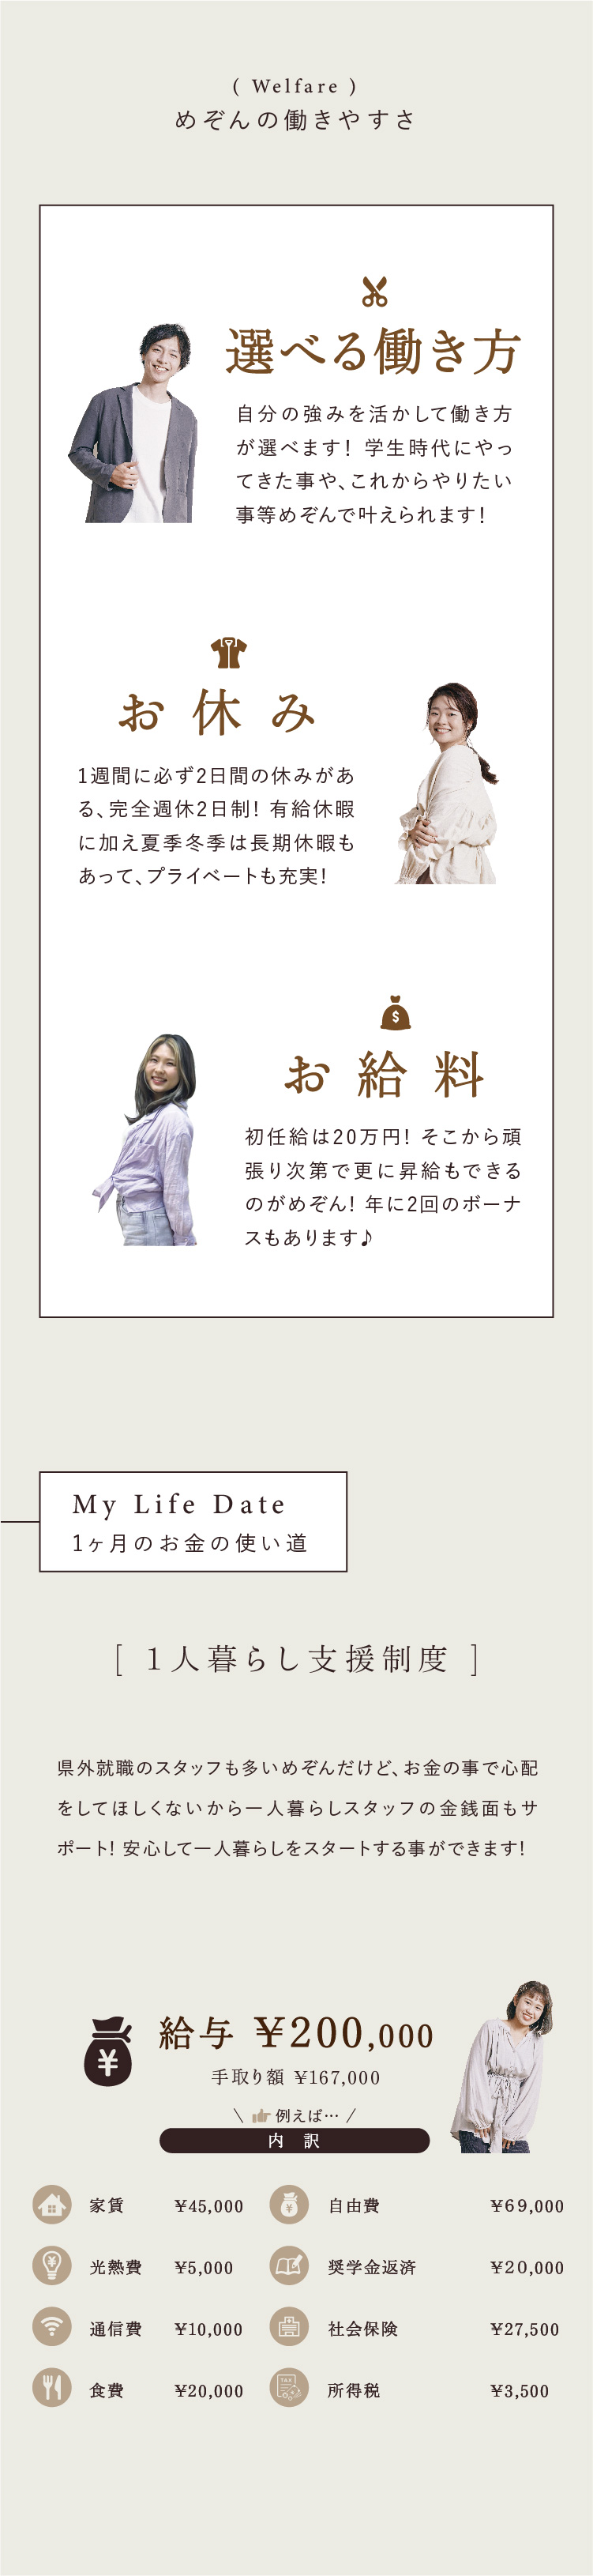 ( Welfare )
めぞんの働きやすさ
選べる働き方
自分の強みを活かして働き方
が選べます! 学生時代にやっ
てきた事や、これからやりたい
事等めぞんで叶えられます!
お休み
1週間に必ず2日間の休みがあ
る、完全週休2日制! 有給休暇
に加え夏季冬季は長期休暇も
あって、プライベートも充実!
$
お給料
初任給は20万円! そこから頑
張り次第で更に昇給もできる
のがめぞん! 年に2回のボーナ
スもあります♪
My Life Date
1ヶ月のお金の使い道
[ 1人暮らし支援制度 ]
県外就職のスタッフも多いめぞんだけど、お金の事で心配
をしてほしくないから一人暮らしスタッフの金銭面もサ
ポート! 安心して一人暮らしをスタートする事ができます!
¥
給与 ¥200,000
手取り額 ¥167,000
\ 例えば… /
内 訳
家賃 ¥45,000
光熱費 ¥5,000
通信費 ¥10,000
食費 ¥20,000
自由費 ¥69,000
奨学金返済 ¥20,000
社会保険 ¥27,500
TAX
所得税 ¥3,500